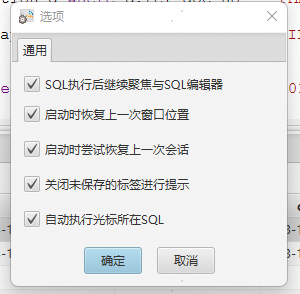 选项
通用
SQL执行后继续聚焦与SQL编辑器
启动时恢复上一次窗口位置
启动时尝试恢复上一次会话
关闭未保存的标签进行提示
自动执行光标所在SQL
确定
取消